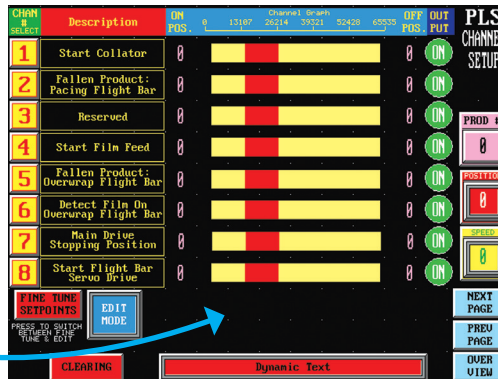 CHAN # SELECT
Description
ON POS.
Channel Graph
0 13107 26214 39321 52428 65535
OFF POS.
OUT PUT
PLS
CHANNE
SETUP
1 Start Collator 0 0 ON
2 Fallen Product:
Pacing Flight Bar 0 0 ON
3 Reserved 0 0 ON
4 Start Film Feed 0 0 ON
5 Fallen Product:
Overwrap Flight Bar 0 0 ON
6 Detect Film On
Overwrap Flight Bar 0 0 ON
7 Main Drive
Stopping Position 0 0 ON
8 Start Flight Bar
Servo Drive 0 0 ON
PROD #
0
POSITION
0
SPEED
0
FINE TUNE
SETPOINTS
EDIT
MODE
PRESS TO SWITCH
BETWEEN FINE
TUNE & EDIT
NEXT
PAGE
PREV
PAGE
OVER
VIEW
CLEARING
Dynamic Text